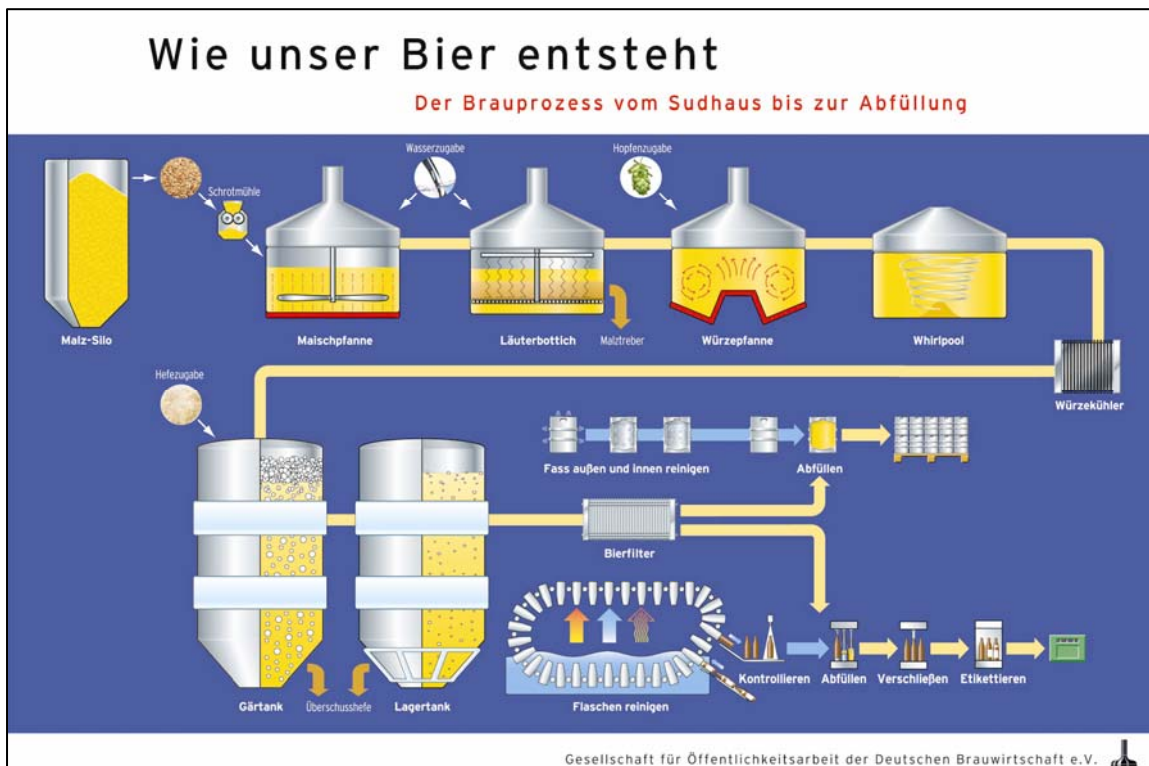 Wie unser Bier entsteht
Der Brauprozess vom Sudhaus bis zur Abfüllung
Wasserzugabe
Hopfenzugabe
Schrotmühle
Malz-Silo
Maischpfanne
Läuterbottich
Malztreber
Würzepfanne
Whirlpool
Würzekühler
Hefezugabe
Fass außen und innen reinigen
Abfüllen
Bierfilter
Kontrollieren
Abfüllen
Verschließen
Etikettieren
Gärtank
Überschusshefe
Lagertank
Flaschen reinigen
Gesellschaft für Öffentlichkeitsarbeit der Deutschen Brauwirtschaft e.V.